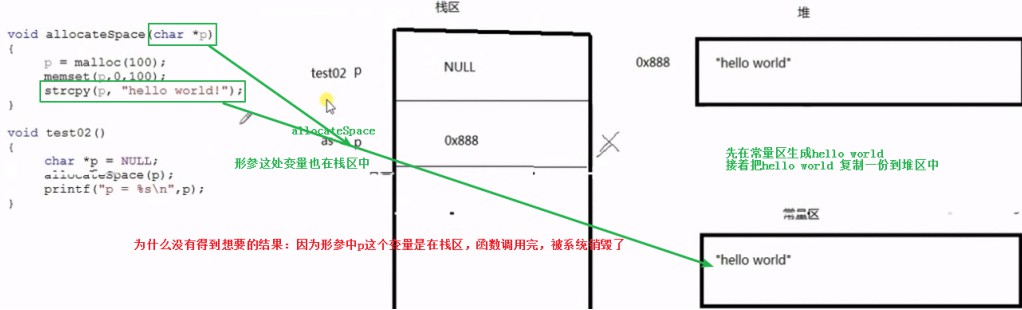 栈区
堆
void allocateSpace(char *p)
{
p = malloc(100);
memset(p,0,100);
strcpy(p, "hello world!");
}
void test02()
{
char *p = NULL;
allocateSpace(p);
printf("p = %s\n",p);
}
test02 p
NULL
allocateSpace
as p
0x888
形参这处变量也在栈区中
0x888
"hello world"
先在常量区生成hello world
接着把hello world 复制一份到堆区中
常量区
"hello world"
为什么没有得到想要的结果：因为形参中p这个变量是在栈区，函数调用完，被系统销毁了